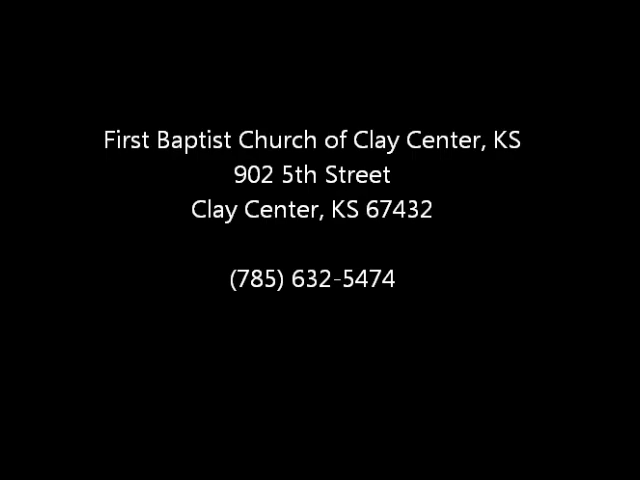 First Baptist Church of Clay Center, KS
902 5th Street
Clay Center, KS 67432
(785) 632-5474